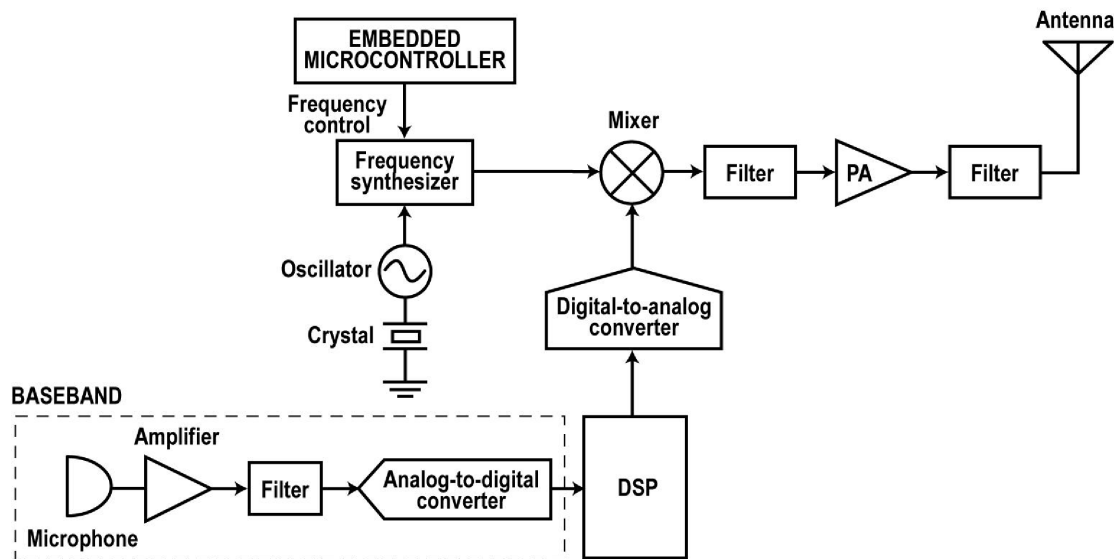 Antenna
EMBEDDED
MICROCONTROLLER
Frequency
control
Mixer
Frequency
synthesizer
Filter
PA
Filter
Oscillator
Digital-to-analog
converter
Crystal
BASEBAND
Amplifier
Filter
Analog-to-digital
converter
DSP
Microphone